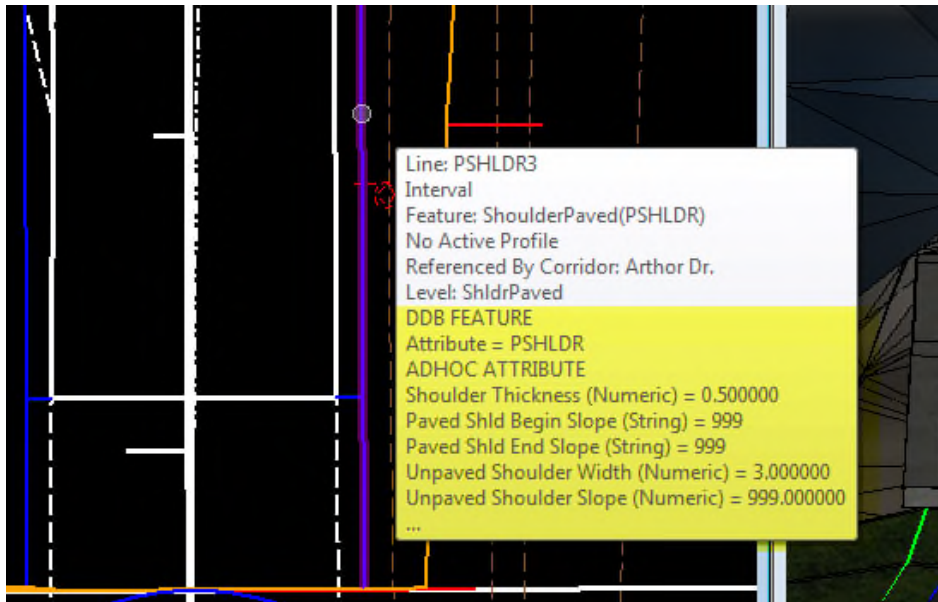 Line: PSHLDR3
Interval
Feature: ShoulderPaved(PSHLDR)
No Active Profile
Referenced By Corridor: Arthor Dr.
Level: ShldrPaved
DDB FEATURE
Attribute = PSHLDR
ADHOC ATTRIBUTE
Shoulder Thickness (Numeric) = 0.500000
Paved Shld Begin Slope (String) = 999
Paved Shld End Slope (String) = 999
Unpaved Shoulder Width (Numeric) = 3.000000
Unpaved Shoulder Slope (Numeric) = 999.000000
...